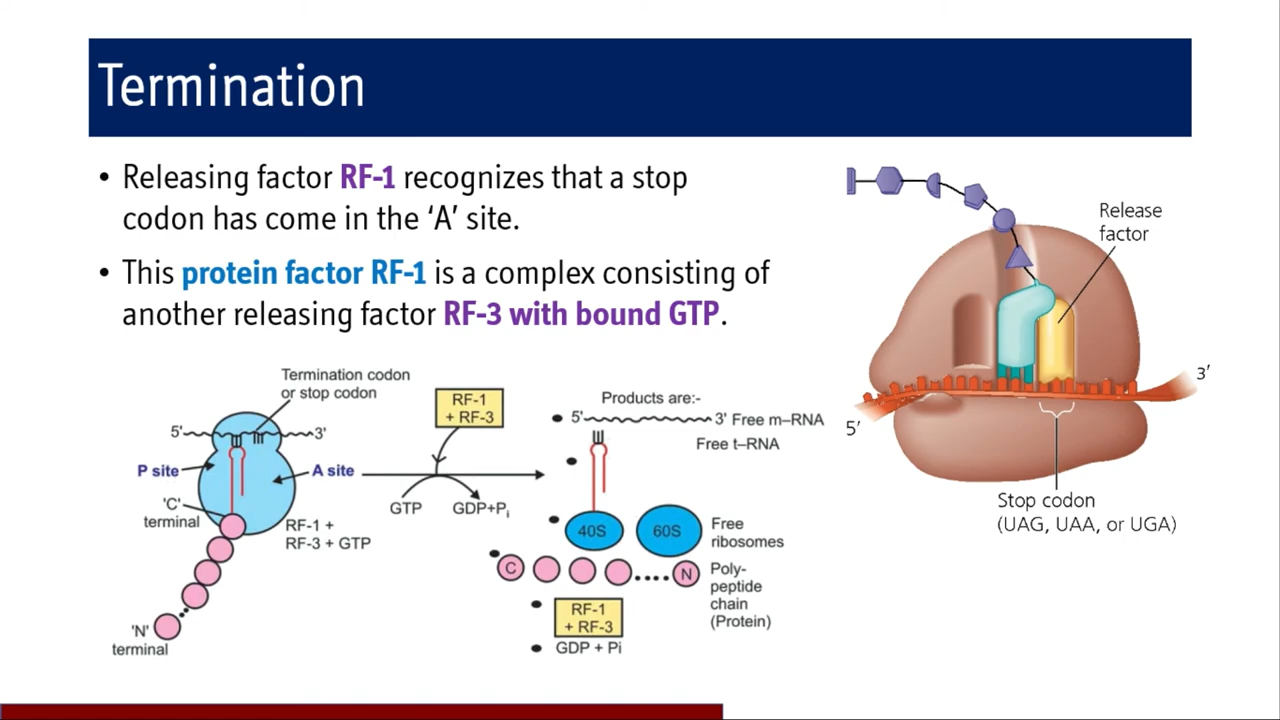 Termination
• Releasing factor RF-1 recognizes that a stop
codon has come in the ‘A’ site.
• This protein factor RF-1 is a complex consisting of
another releasing factor RF-3 with bound GTP.
Termination codon
or stop codon
5'
3'
P site
A site
'C'
terminal
RF-1 +
RF-3 + GTP
'N'
terminal
RF-1
+ RF-3
GTP
GDP+Pi
Products are:-
5'
3' Free m–RNA
Free t–RNA
40S
60S
Free
ribosomes
C
N
Poly-
peptide
chain
(Protein)
RF-1
+ RF-3
GDP + Pi
Release
factor
3'
5'
Stop codon
(UAG, UAA, or UGA)